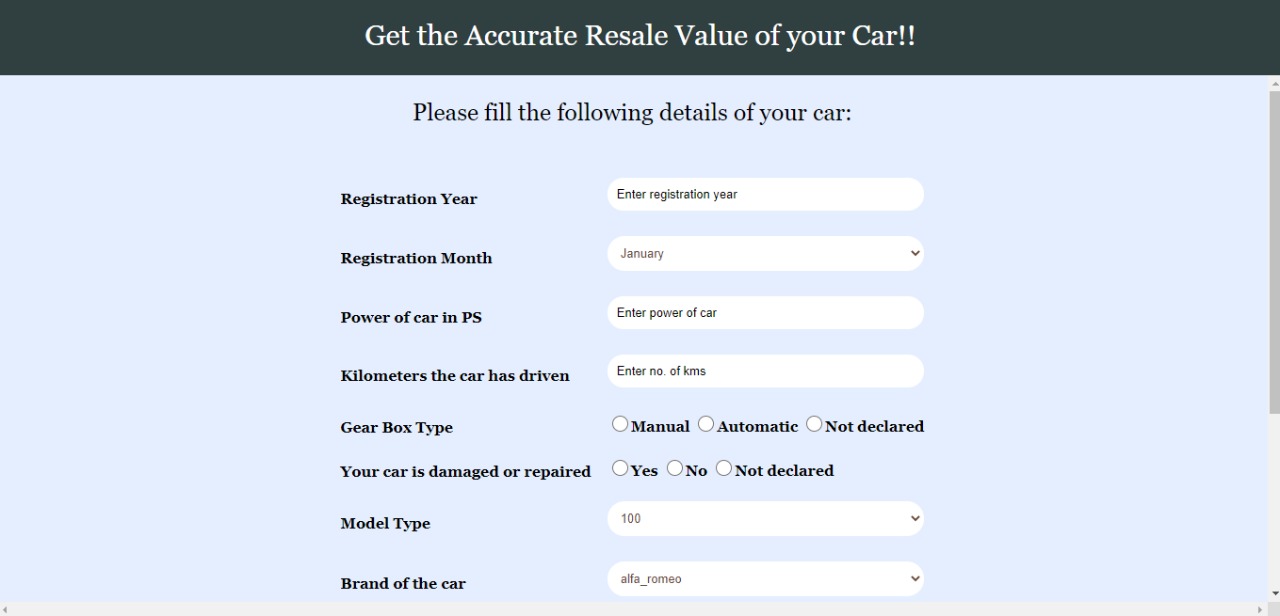 Get the Accurate Resale Value of your Car!!
Please fill the following details of your car:
Registration Year Enter registration year
Registration Month January
Power of car in PS Enter power of car
Kilometers the car has driven Enter no. of kms
Gear Box Type Manual Automatic Not declared
Your car is damaged or repaired Yes No Not declared
Model Type 100
Brand of the car alfa_romeo